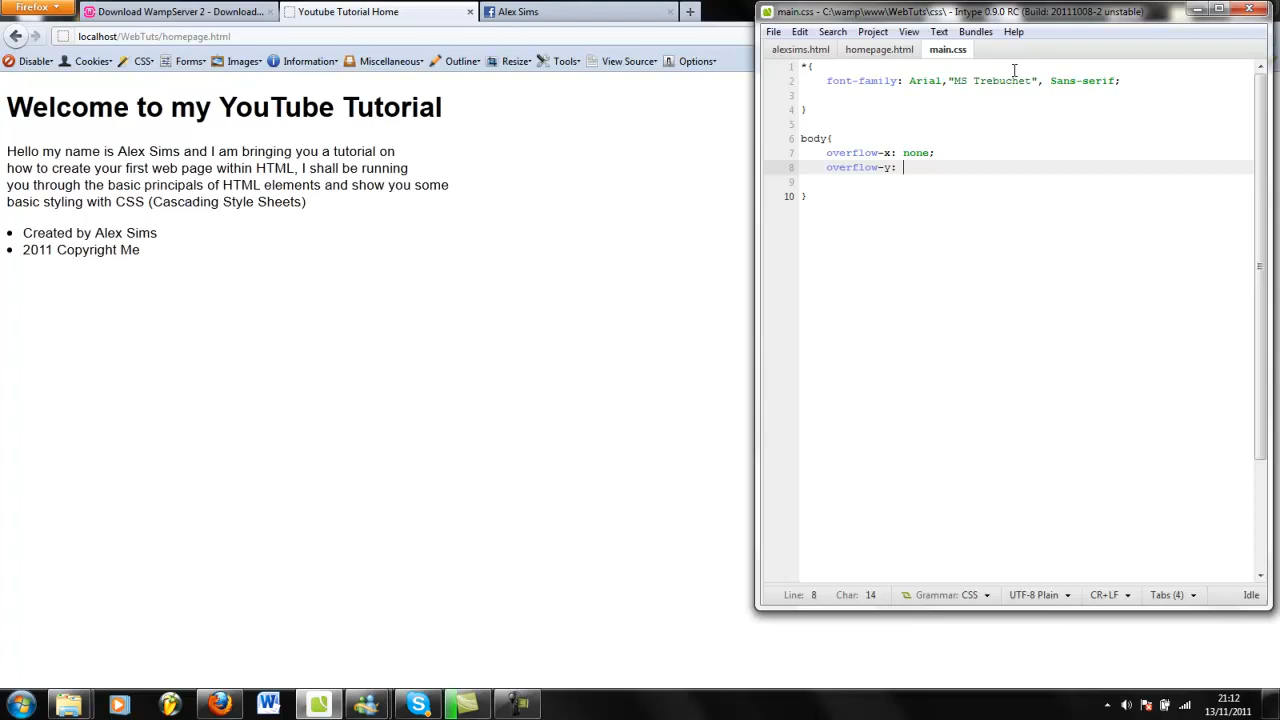 Firefox
Download WampServer 2 - Download...
Youtube Tutorial Home
Alex Sims
localhost/WebTuts/homepage.html
Disable
Cookies
CSS
Forms
Images
Information
Miscellaneous
Outline
Resize
Tools
View Source
Options
Welcome to my YouTube Tutorial
Hello my name is Alex Sims and I am bringing you a tutorial on
how to create your first web page within HTML, I shall be running
you through the basic principals of HTML elements and show you some
basic styling with CSS (Cascading Style Sheets)
• Created by Alex Sims
• 2011 Copyright Me
main.css - C:\wamp\www\WebTuts\css\ - Intype 0.9.0 RC (Build: 20111008-2 unstable)
File Edit Search Project View Text Bundles Help
alexsims.html homepage.html main.css
1 *{
2 font-family: Arial,"MS Trebuchet", Sans-serif;
3
4 }
5
6 body{
7 overflow-x: none;
8 overflow-y:
9
10 }
Line: 8 Char: 14 Grammar: CSS UTF-8 Plain CR+LF Tabs (4) Idle
21:12
13/11/2011